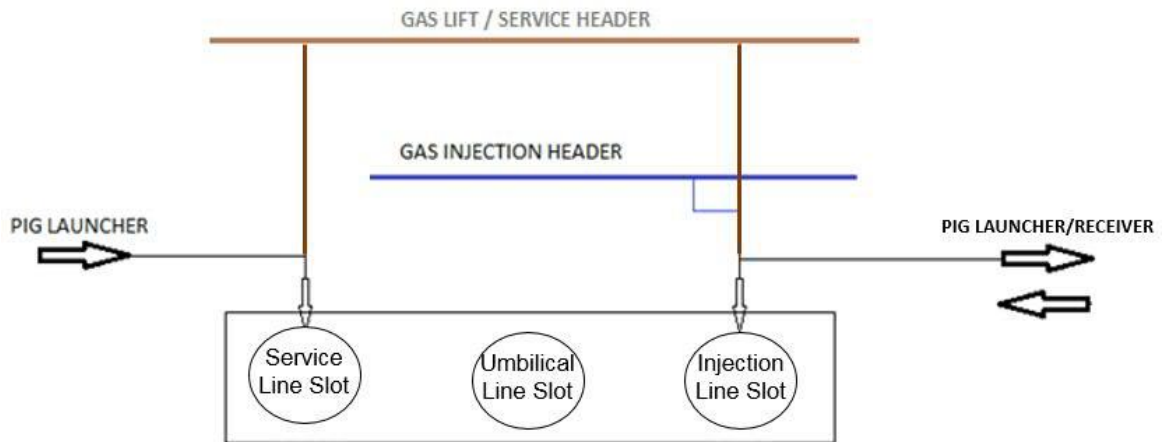 GAS LIFT / SERVICE HEADER
GAS INJECTION HEADER
PIG LAUNCHER
PIG LAUNCHER/RECEIVER
Service
Line Slot
Umbilical
Line Slot
Injection
Line Slot